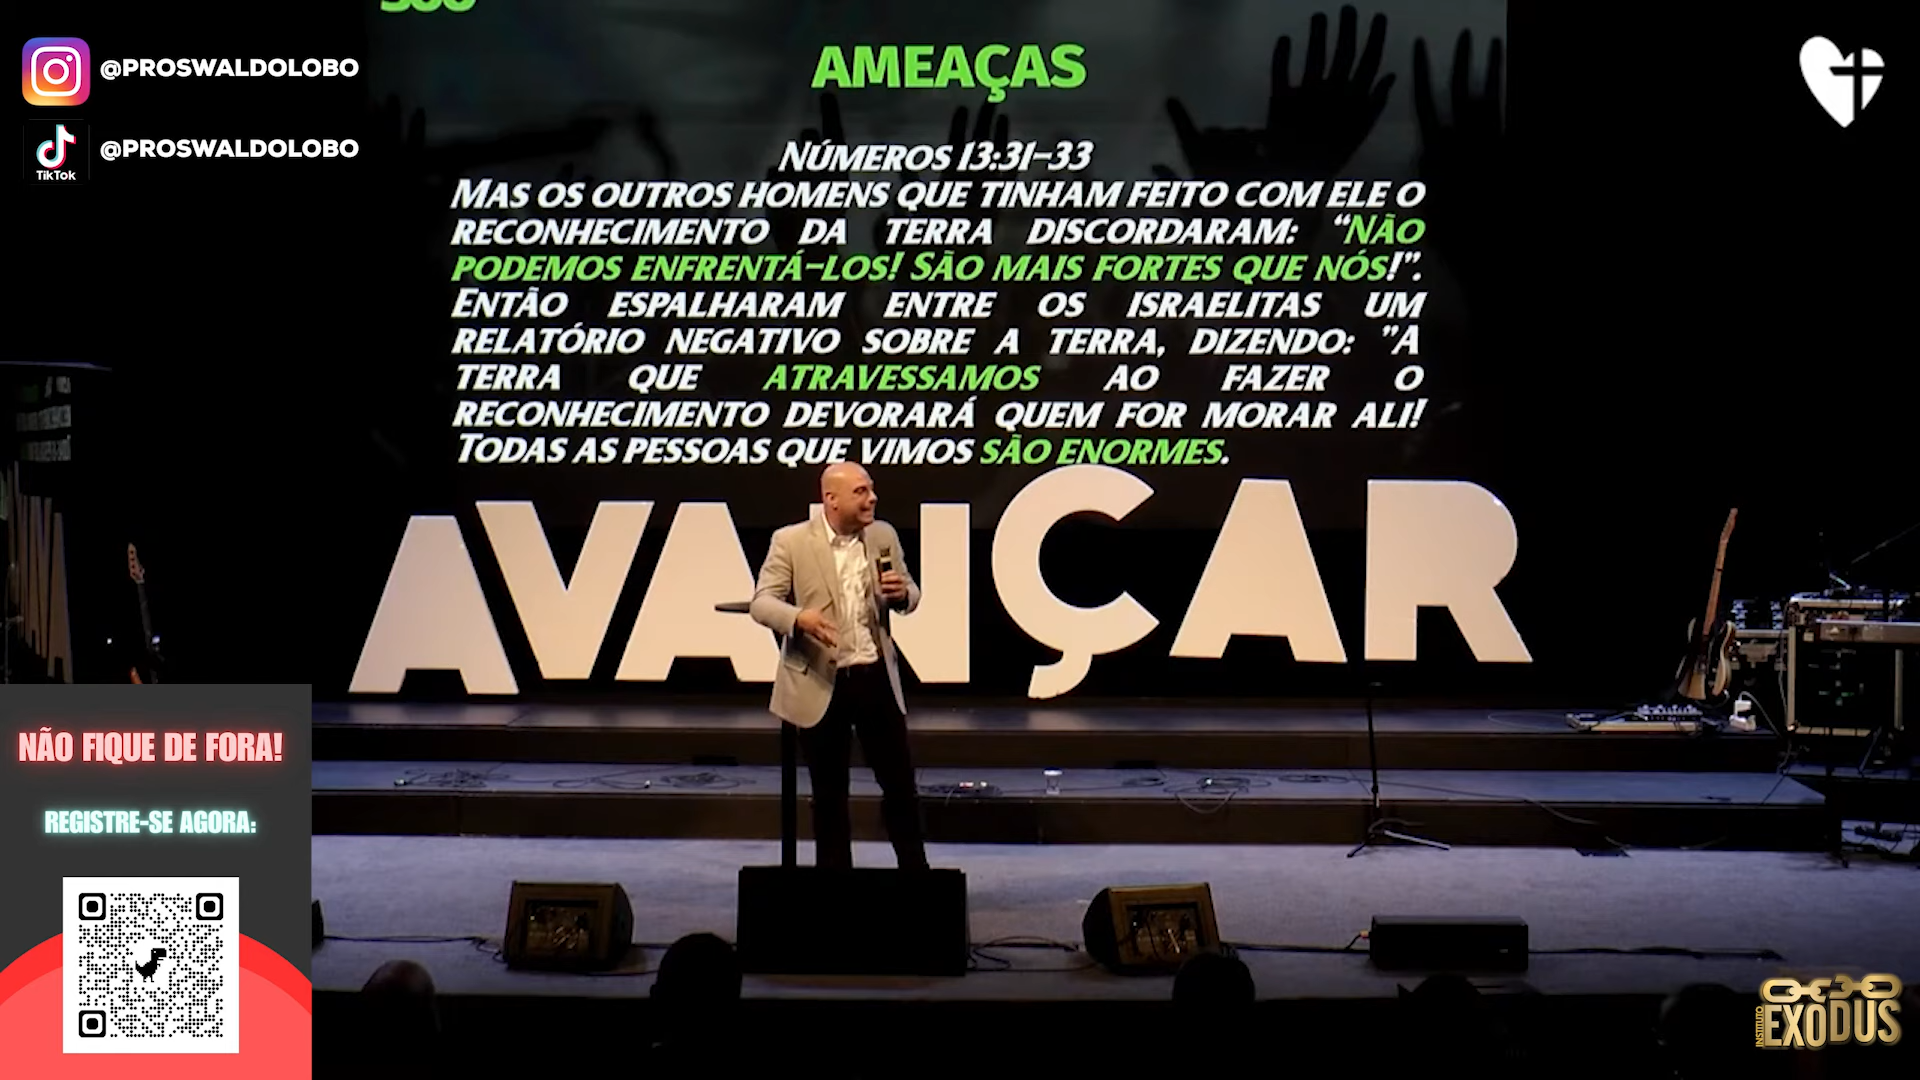 @PROSWALDOLOBO
TikTok
@PROSWALDOLOBO
AMEAÇAS
NÚMEROS 13:31–33
MAS OS OUTROS HOMENS QUE TINHAM FEITO COM ELE O
RECONHECIMENTO DA TERRA DISCORDARAM: “NÃO
PODEMOS ENFRENTÁ–LOS! SÃO MAIS FORTES QUE NÓS!”.
ENTÃO ESPALHARAM ENTRE OS ISRAELITAS UM
RELATÓRIO NEGATIVO SOBRE A TERRA, DIZENDO: ”A
TERRA QUE ATRAVESSAMOS AO FAZER O
RECONHECIMENTO DEVORARÁ QUEM FOR MORAR ALI!
TODAS AS PESSOAS QUE VIMOS SÃO ENORMES.
AVANÇAR
NÃO FIQUE DE FORA!
REGISTRE-SE AGORA:
INSTITUTO
EXODUS